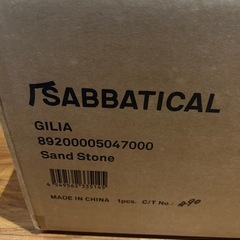 SABBATICAL
GILIA
89200005047000
Sand Stone
MADE IN CHINA 1pcs. C/T No.: